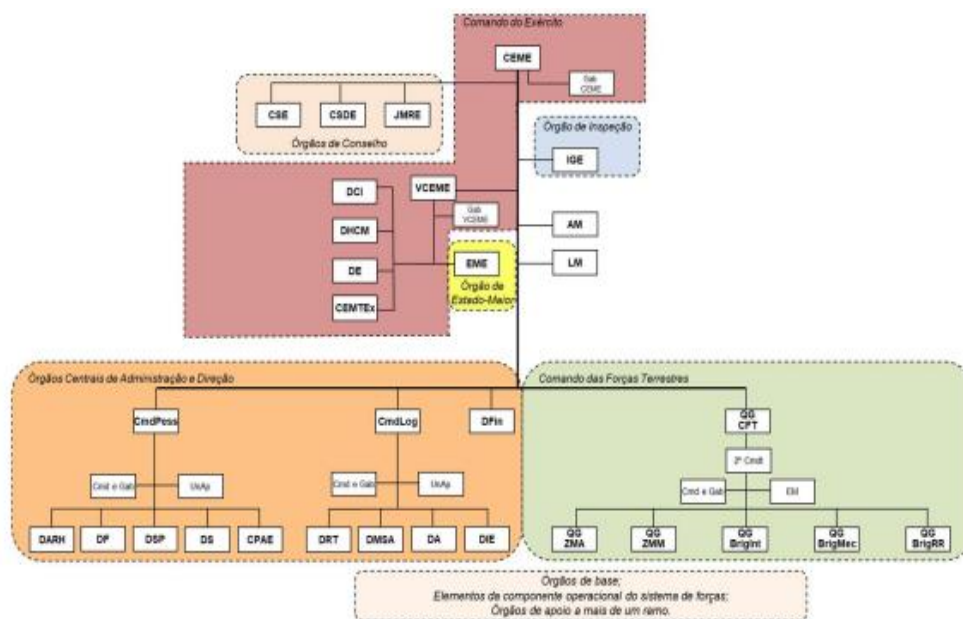 Comando do Exército
CEME
Gab
CEME
CSE
CSDE
JMRE
Órgãos de Conselho
Órgão de Inspeção
IGE
DCI
VCEME
Gab
VCEME
DHCM
AM
DE
EME
LM
Órgão de
Estado-Maior
CEMTEx
Órgãos Centrais de Administração e Direção
Comando das Forças Terrestres
CmdPess
CmdLog
DFin
QG
CFT
2º Cmdt
Cmd e Gab
UnAp
Cmd e Gab
UnAp
Cmd e Gab
EM
DARH
DF
DSP
DS
CPAE
DRT
DMSA
DA
DIE
QG
ZMA
QG
ZMM
QG
BrigInt
QG
BrigMec
QG
BrigRR
Órgãos de base;
Elementos de componente operacional do sistema de forças;
Órgãos de apoio a mais de um ramo.